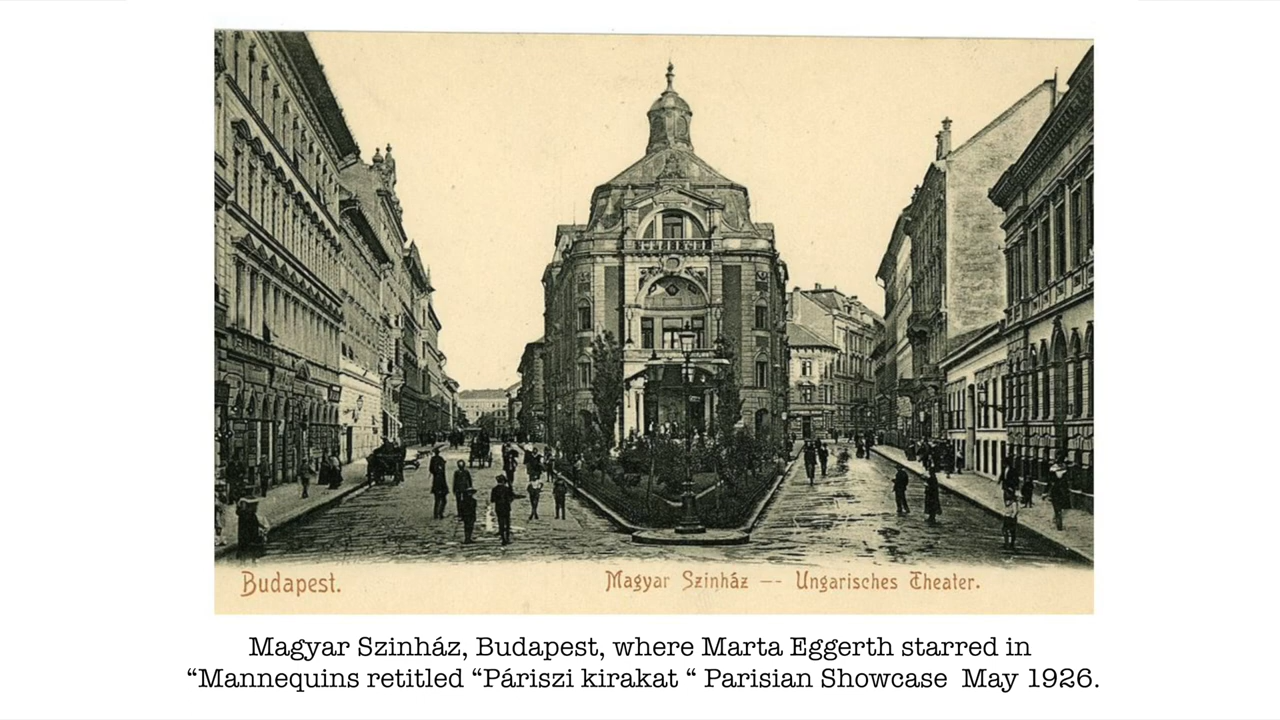 Budapest.
Magyar Szinház -- Ungarisches Theater.
Magyar Szinház, Budapest, where Marta Eggerth starred in
“Mannequins retitled “Páriszi kirakat “ Parisian Showcase  May 1926.